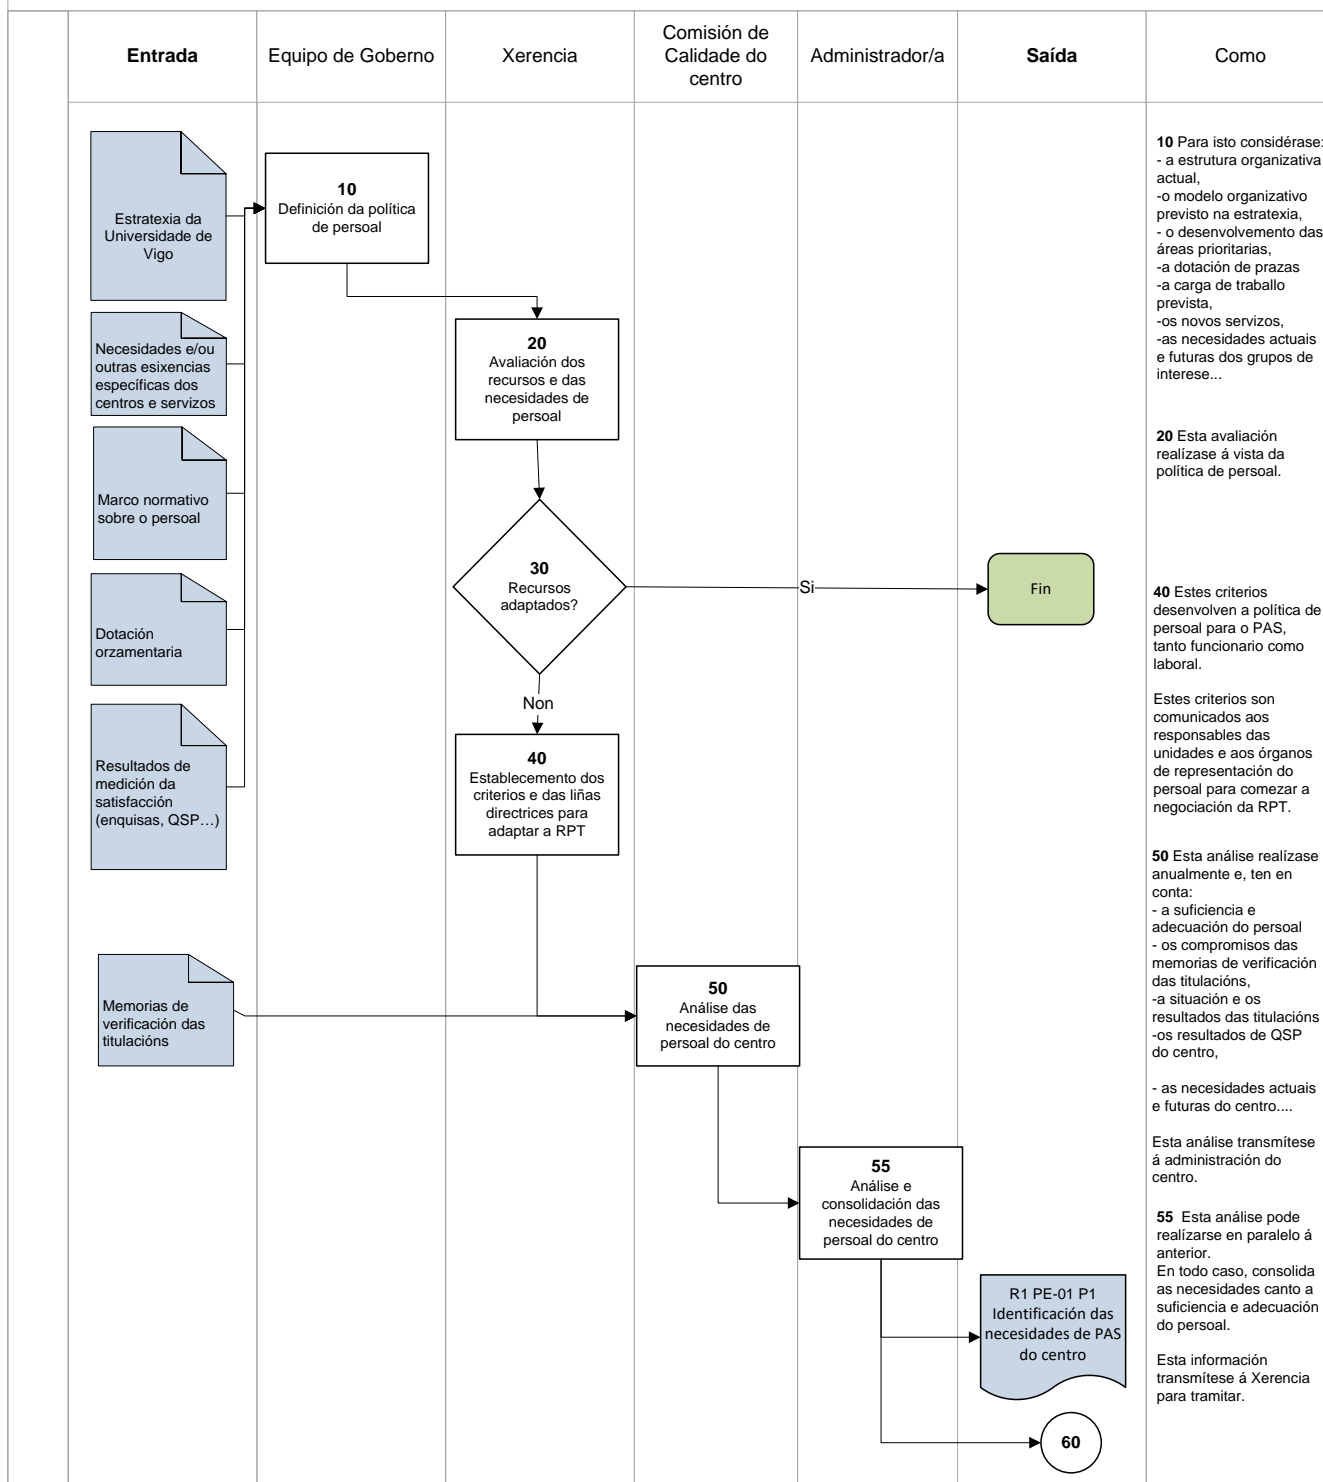 Entrada
Equipo de Goberno
Xerencia
Comisión de
Calidade do
centro
Administrador/a
Saída
Como
Estratexia da
Universidade de
Vigo
Necesidades e/ou
outras esixencias
específicas dos
centros e servizos
Marco normativo
sobre o persoal
Dotación
orzamentaria
Resultados de
medición da
satisfacción
(enquisas, QSP…)
Memorias de
verificación das
titulacións
10
Definición da política
de persoal
20
Avaliación dos
recursos e das
necesidades de
persoal
30
Recursos
adaptados?
Si
Fin
Non
40
Establecemento dos
criterios e das liñas
directrices para
adaptar a RPT
50
Análise das
necesidades de
persoal do centro
55
Análise e
consolidación das
necesidades de
persoal do centro
R1 PE-01 P1
Identificación das
necesidades de PAS
do centro
60
10 Para isto considérase:
- a estrutura organizativa
actual,
-o modelo organizativo
previsto na estratexia,
- o desenvolvemento das
áreas prioritarias,
-a dotación de prazas
-a carga de traballo
prevista,
-os novos servizos,
-as necesidades actuais
e futuras dos grupos de
interese...
20 Esta avaliación
realízase á vista da
política de persoal.
40 Estes criterios
desenvolven a política de
persoal para o PAS,
tanto funcionario como
laboral.
Estes criterios son
comunicados aos
responsables das
unidades e aos órganos
de representación do
persoal para comezar a
negociación da RPT.
50 Esta análise realízase
anualmente e, ten en
conta:
- a suficiencia e
adecuación do persoal
- os compromisos das
memorias de verificación
das titulacións,
-a situación e os
resultados das titulacións
-os resultados de QSP
do centro,
- as necesidades actuais
e futuras do centro....
Esta análise transmítese
á administración do
centro.
55 Esta análise pode
realízarse en paralelo á
anterior.
En todo caso, consolida
as necesidades canto a
suficiencia e adecuación
do persoal.
Esta información
transmítese á Xerencia
para tramitar.